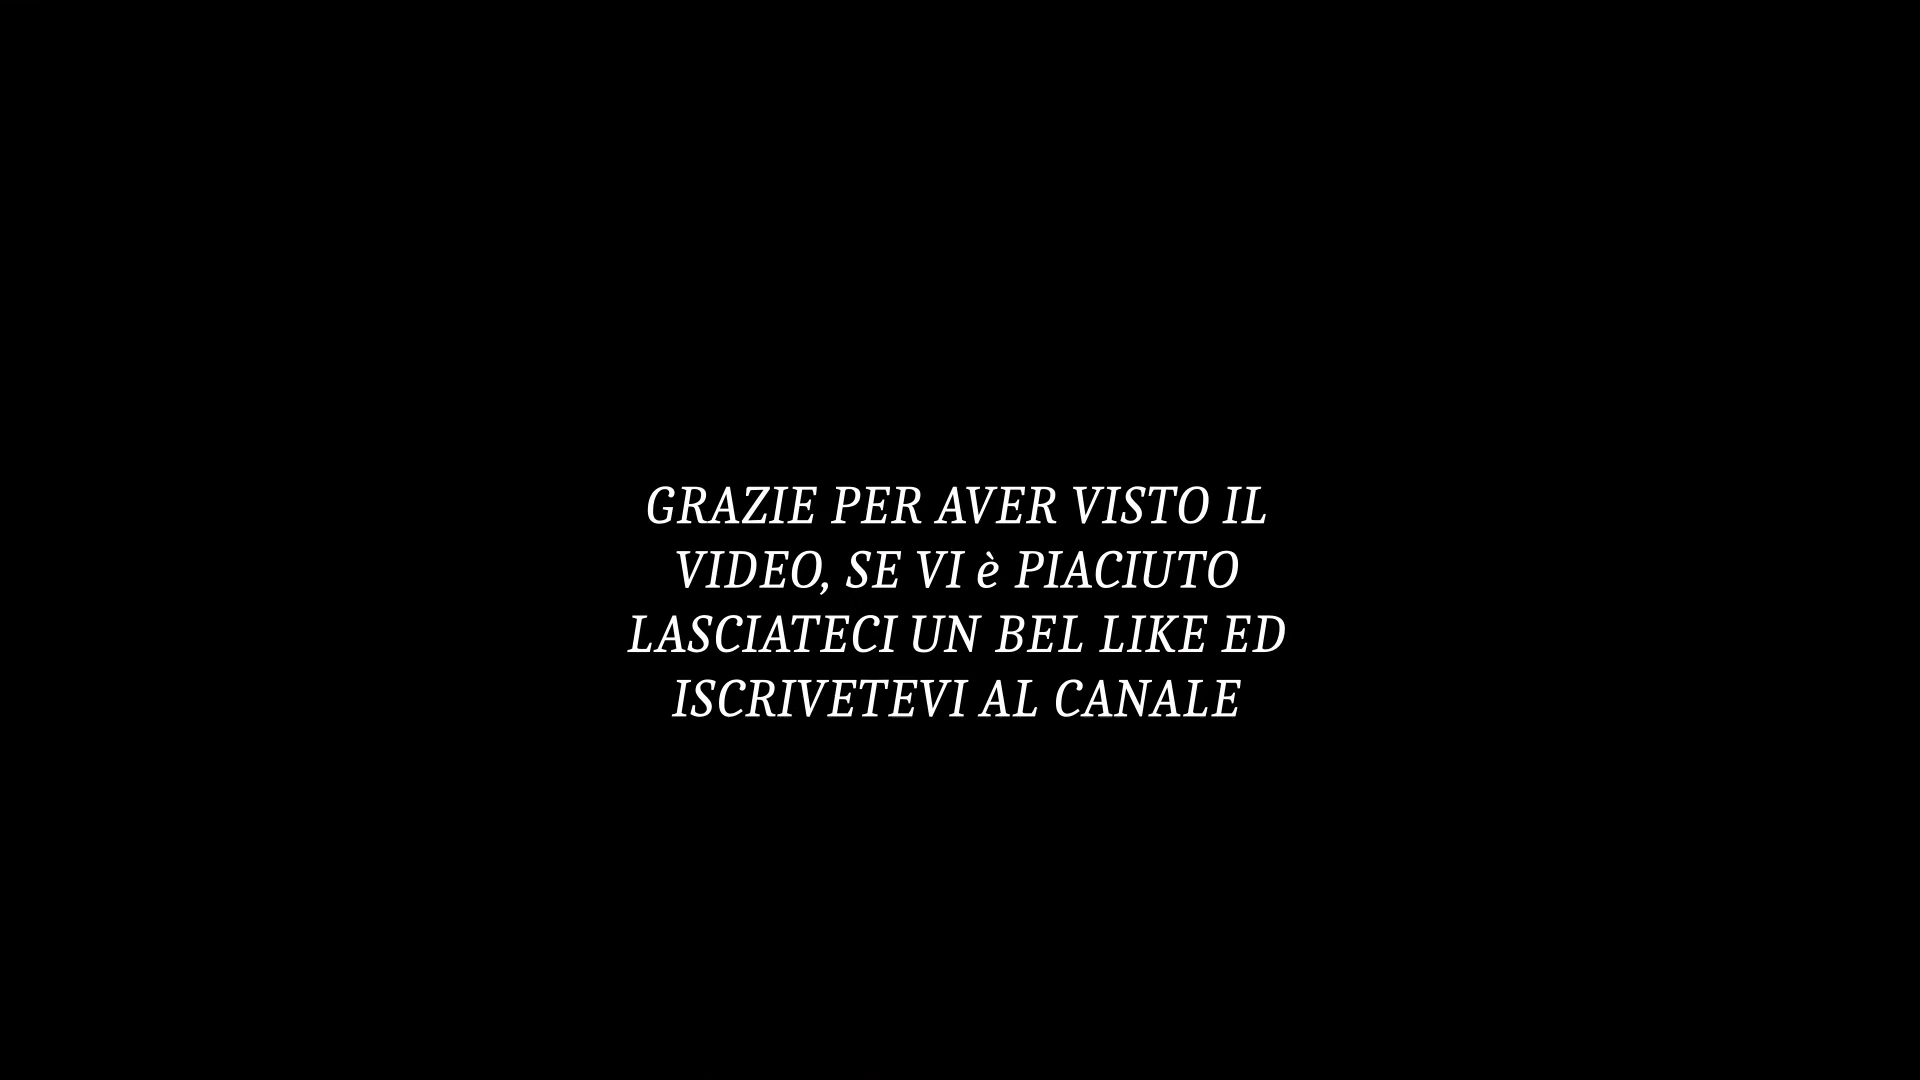 GRAZIE PER AVER VISTO IL
VIDEO, SE VI è PIACIUTO
LASCIATECI UN BEL LIKE ED
ISCRIVETEVI AL CANALE